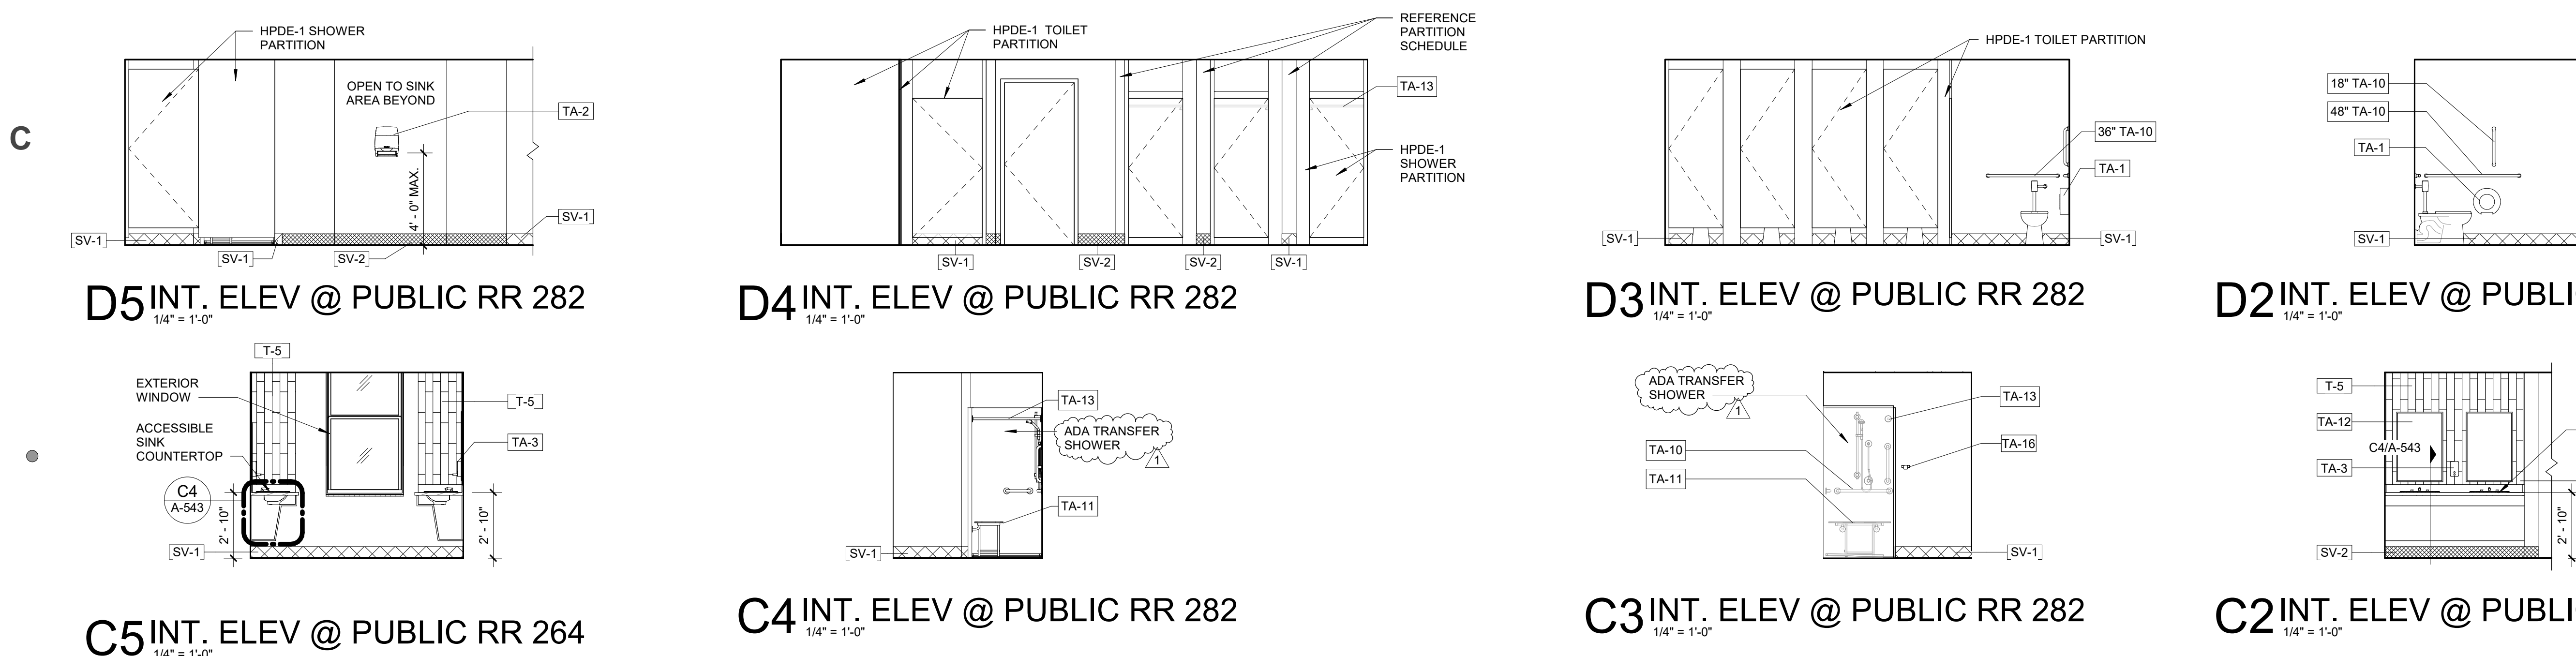 C
HPDE-1 SHOWER
PARTITION
OPEN TO SINK
AREA BEYOND
TA-2
4' - 0" MAX.
SV-1
SV-1
SV-1
SV-2
D5 INT. ELEV @ PUBLIC RR 282
1/4" = 1'-0"
HPDE-1 TOILET
PARTITION
REFERENCE
PARTITION
SCHEDULE
TA-13
HPDE-1
SHOWER
PARTITION
SV-1
SV-2
SV-2
SV-1
D4 INT. ELEV @ PUBLIC RR 282
1/4" = 1'-0"
HPDE-1 TOILET PARTITION
36" TA-10
TA-1
SV-1
SV-1
D3 INT. ELEV @ PUBLIC RR 282
1/4" = 1'-0"
18" TA-10
48" TA-10
TA-1
SV-1
D2 INT. ELEV @ PUBLI
1/4" = 1'-0"
T-5
EXTERIOR
WINDOW
T-5
ACCESSIBLE
SINK
COUNTERTOP
TA-3
C4
A-543
2' - 10"
2' - 10"
SV-1
C5 INT. ELEV @ PUBLIC RR 264
1/4" = 1'-0"
TA-13
ADA TRANSFER
SHOWER
1
TA-11
SV-1
C4 INT. ELEV @ PUBLIC RR 282
1/4" = 1'-0"
ADA TRANSFER
SHOWER
1
TA-13
TA-16
TA-10
TA-11
SV-1
C3 INT. ELEV @ PUBLIC RR 282
1/4" = 1'-0"
T-5
TA-12
C4/A-543
TA-3
2' - 10"
SV-2
C2 INT. ELEV @ PUBLI
1/4" = 1'-0"